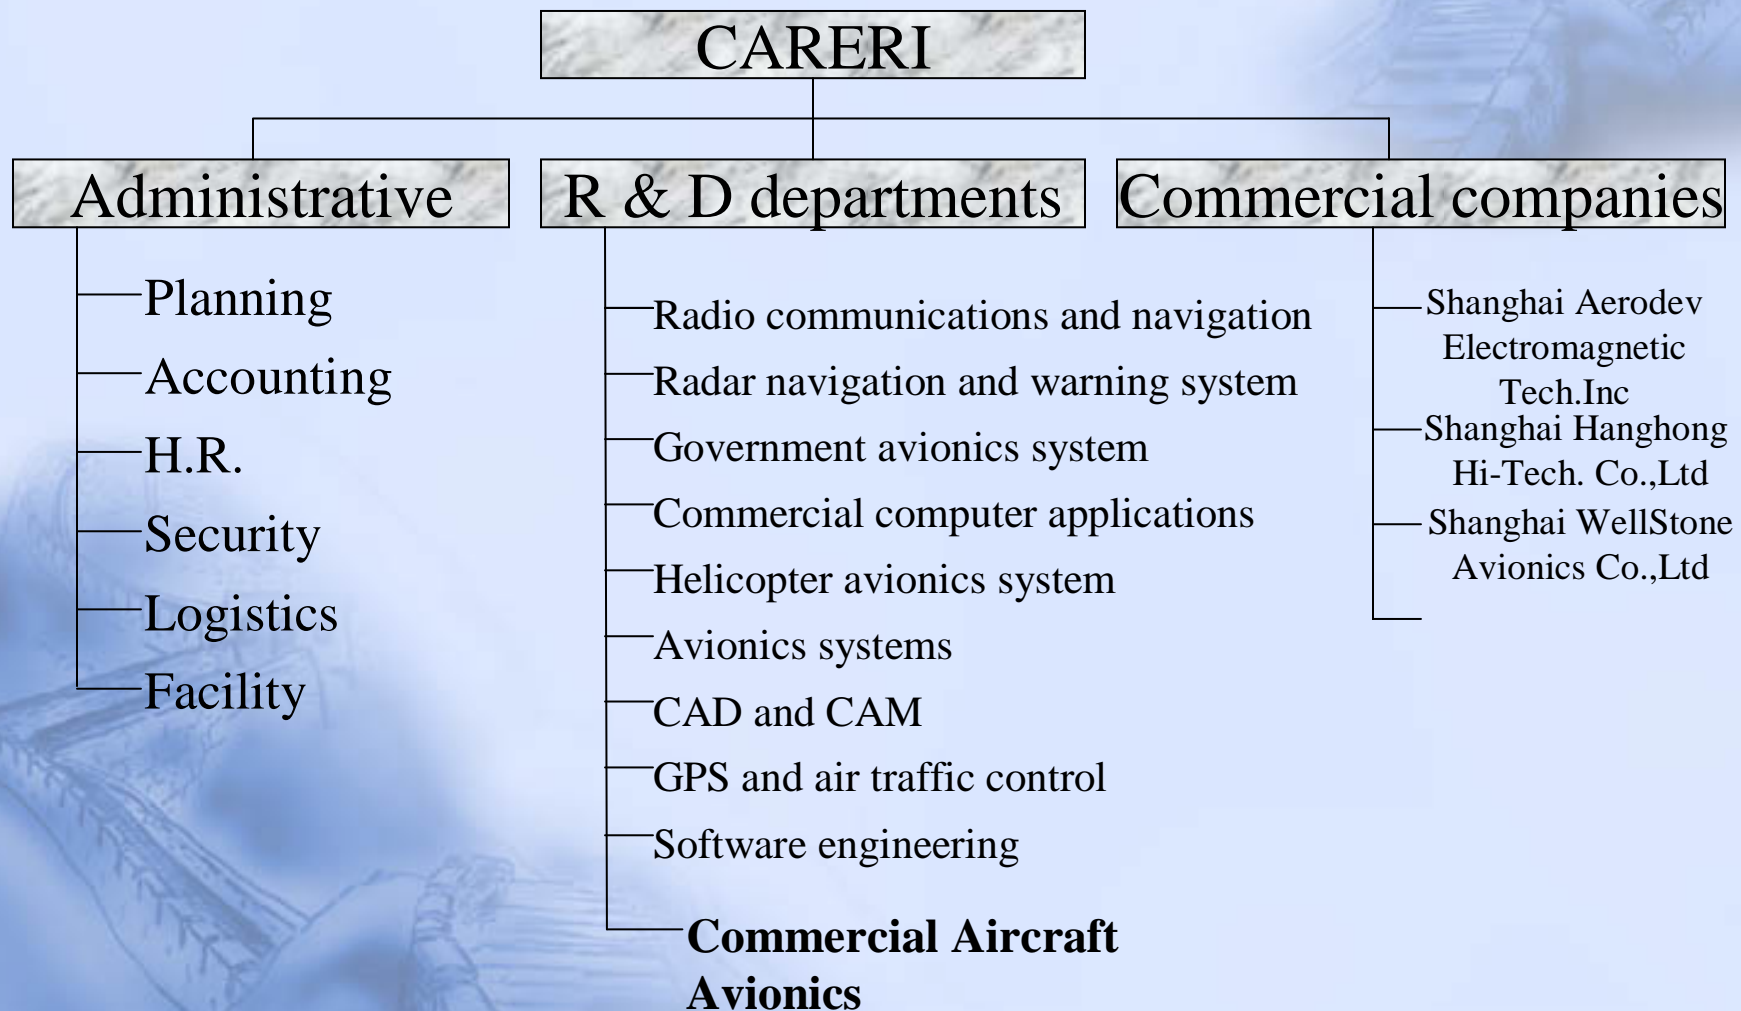 CARERI
Administrative
Planning
Accounting
H.R.
Security
Logistics
Facility
R & D departments
Radio communications and navigation
Radar navigation and warning system
Government avionics system
Commercial computer applications
Helicopter avionics system
Avionics systems
CAD and CAM
GPS and air traffic control
Software engineering
Commercial Aircraft
Avionics
Commercial companies
Shanghai Aerodev
Electromagnetic
Tech.Inc
Shanghai Hanghong
Hi-Tech. Co.,Ltd
Shanghai WellStone
Avionics Co.,Ltd